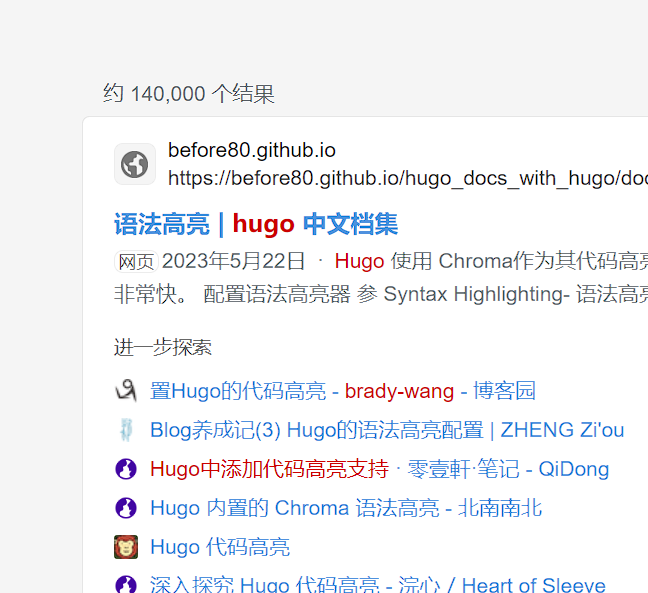 约 140,000 个结果
before80.github.io
https://before80.github.io/hugo_docs_with_hugo/do
语法高亮 | hugo 中文档集
网页 2023年5月22日 · Hugo 使用 Chroma作为其代码高亮
非常快。 配置语法高亮器 参 Syntax Highlighting- 语法高亮
进一步探索
置Hugo的代码高亮 - brady-wang - 博客园
Blog养成记(3) Hugo的语法高亮配置 | ZHENG Zi'ou
Hugo中添加代码高亮支持 · 零壹軒·笔记 - QiDong
Hugo 内置的 Chroma 语法高亮 - 北南南北
Hugo 代码高亮
深入探究 Hugo 代码高亮 - 浣心 / Heart of Sleeve